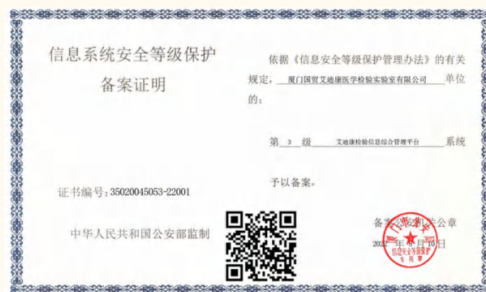 信息系统安全等级保护
备案证明
证书编号：35020045053-22001
中华人民共和国公安部监制
依据《信息安全等级保护管理办法》的有关
规定，厦门国贸艾迪康医学检验实验室有限公司 单位
的：
第 3 级 艾迪康检验信息综合管理平台 系统
予以备案。